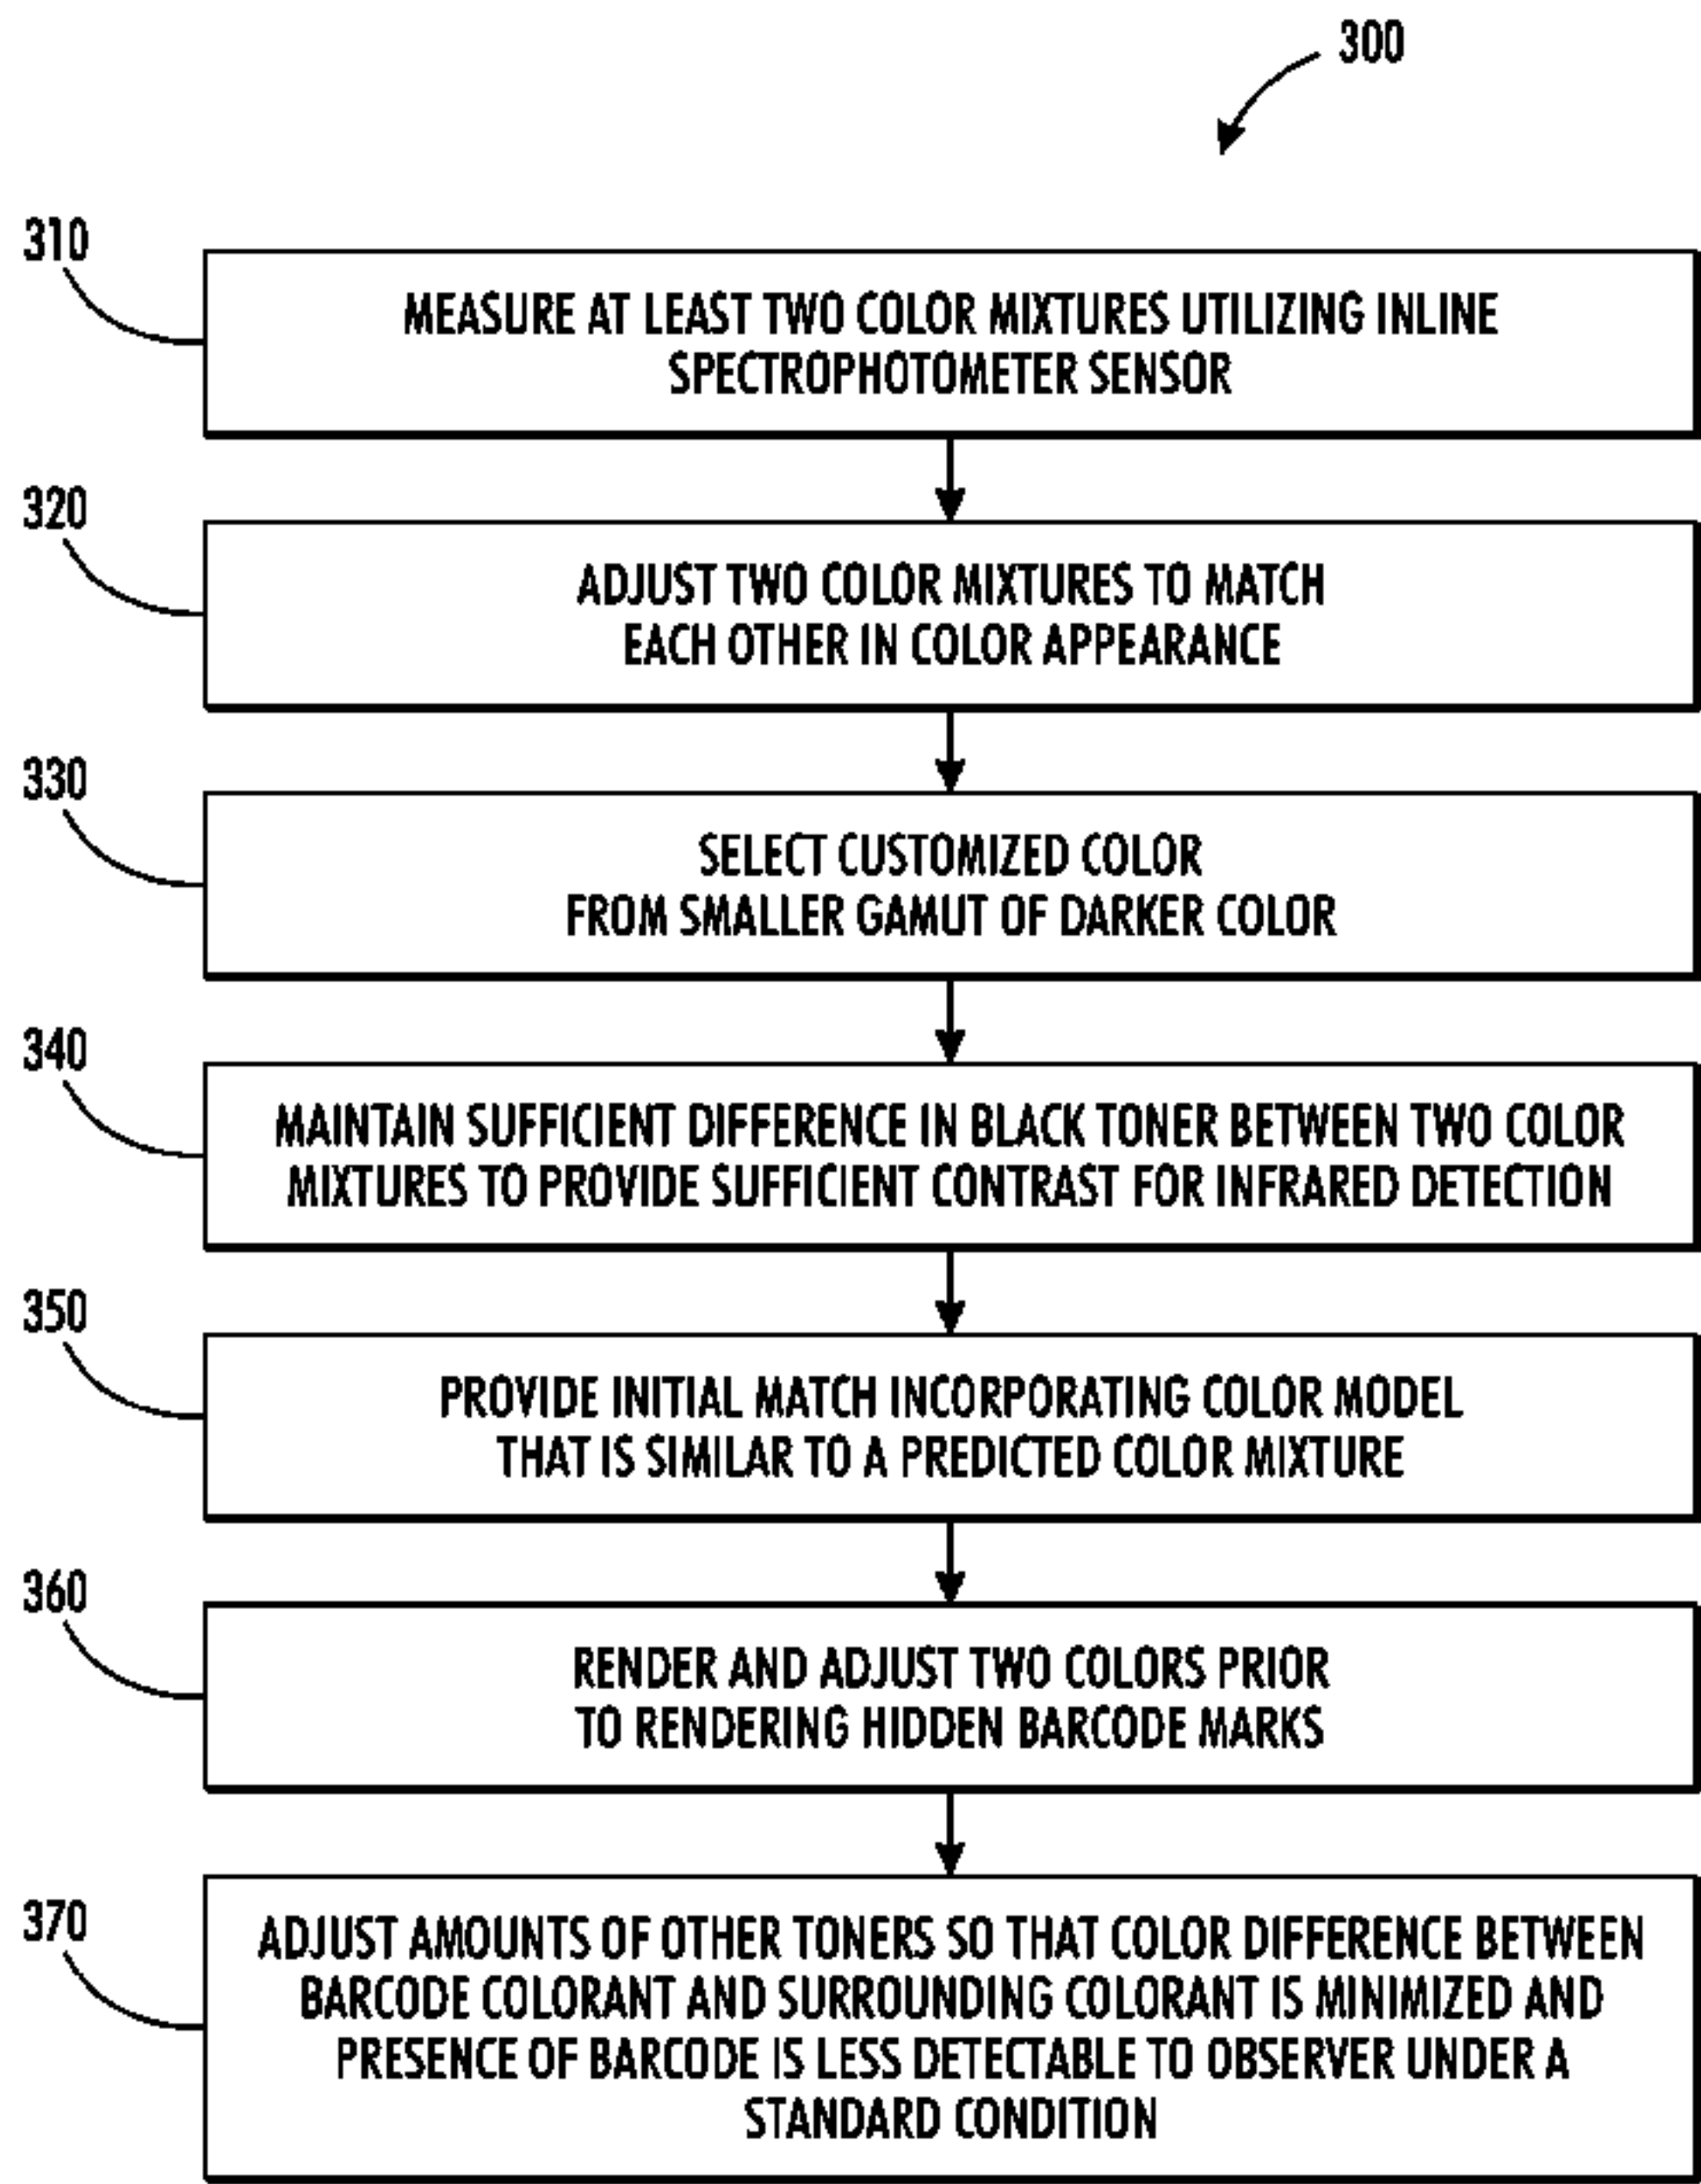 300
310
MEASURE AT LEAST TWO COLOR MIXTURES UTILIZING INLINE
SPECTROPHOTOMETER SENSOR
320
ADJUST TWO COLOR MIXTURES TO MATCH
EACH OTHER IN COLOR APPEARANCE
330
SELECT CUSTOMIZED COLOR
FROM SMALLER GAMUT OF DARKER COLOR
340
MAINTAIN SUFFICIENT DIFFERENCE IN BLACK TONER BETWEEN TWO COLOR
MIXTURES TO PROVIDE SUFFICIENT CONTRAST FOR INFRARED DETECTION
350
PROVIDE INITIAL MATCH INCORPORATING COLOR MODEL
THAT IS SIMILAR TO A PREDICTED COLOR MIXTURE
360
RENDER AND ADJUST TWO COLORS PRIOR
TO RENDERING HIDDEN BARCODE MARKS
370
ADJUST AMOUNTS OF OTHER TONERS SO THAT COLOR DIFFERENCE BETWEEN
BARCODE COLORANT AND SURROUNDING COLORANT IS MINIMIZED AND
PRESENCE OF BARCODE IS LESS DETECTABLE TO OBSERVER UNDER A
STANDARD CONDITION